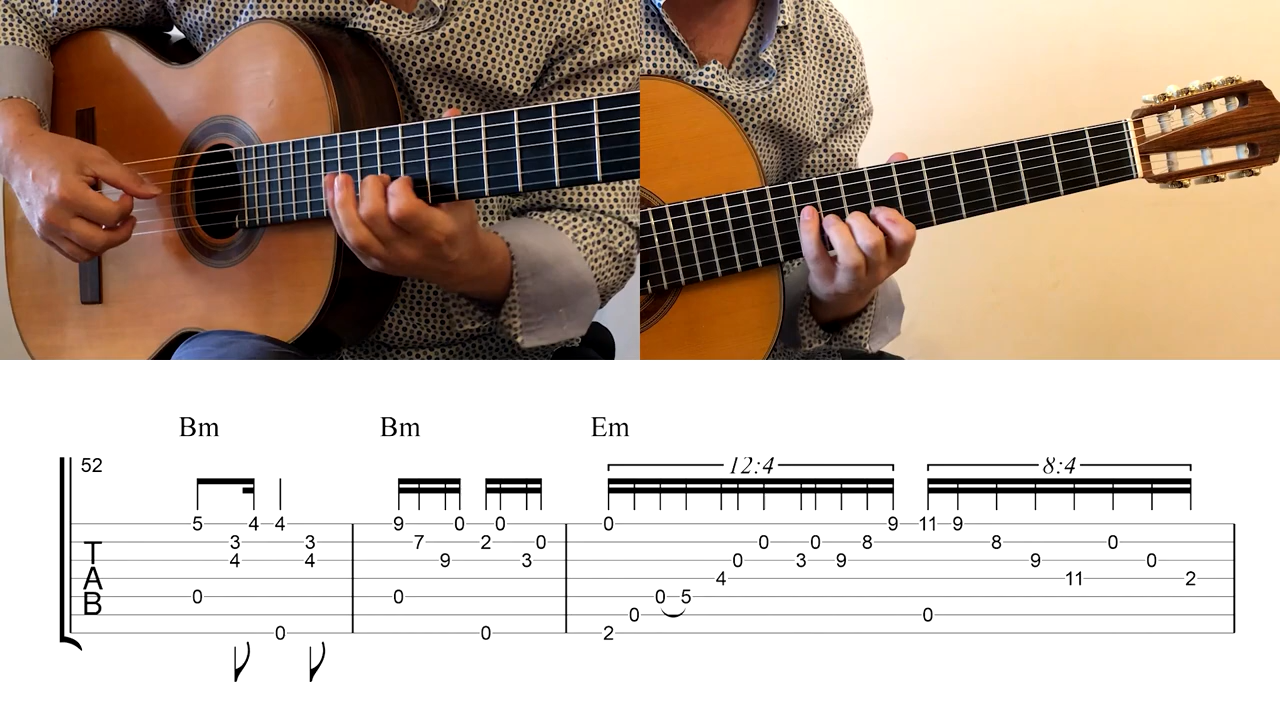 Bm Bm Em
52 12:4 8:4
5 4 4 9 0 0 0 9 11 9
3 3 7 2 0 0 0 8 8 0
4 4 9 3 0 3 9 9 0
4 11 2
0 0 0 5
0 0
0 0 2
T
A
B